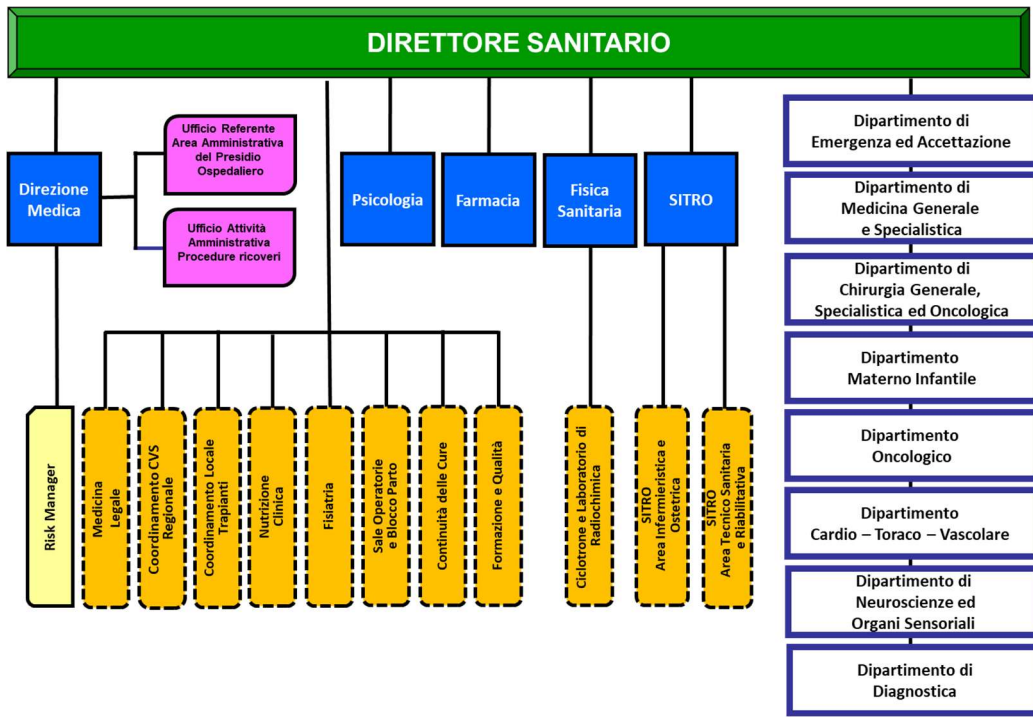 DIRETTORE SANITARIO
Direzione
Medica
Ufficio Referente
Area Amministrativa
del Presidio
Ospedaliero
Ufficio Attività
Amministrativa
Procedure ricoveri
Psicologia
Farmacia
Fisica
Sanitaria
SITRO
Risk Manager
Medicina
Legale
Coordinamento CVS
Regionale
Coordinamento Locale
Trapianti
Nutrizione
Clinica
Fisiatria
Sale Operatorie
e Blocco Parto
Continuità delle Cure
Formazione e Qualità
Ciclotrone e Laboratorio di
Radiochimica
SITRO
Area Infermieristica e
Ostetrica
SITRO
Area Tecnico Sanitaria
e Riabilitativa
Dipartimento di
Emergenza ed Accettazione
Dipartimento di
Medicina Generale
e Specialistica
Dipartimento di
Chirurgia Generale,
Specialistica ed Oncologica
Dipartimento
Materno Infantile
Dipartimento
Oncologico
Dipartimento
Cardio – Toraco – Vascolare
Dipartimento di
Neuroscienze ed
Organi Sensoriali
Dipartimento di
Diagnostica